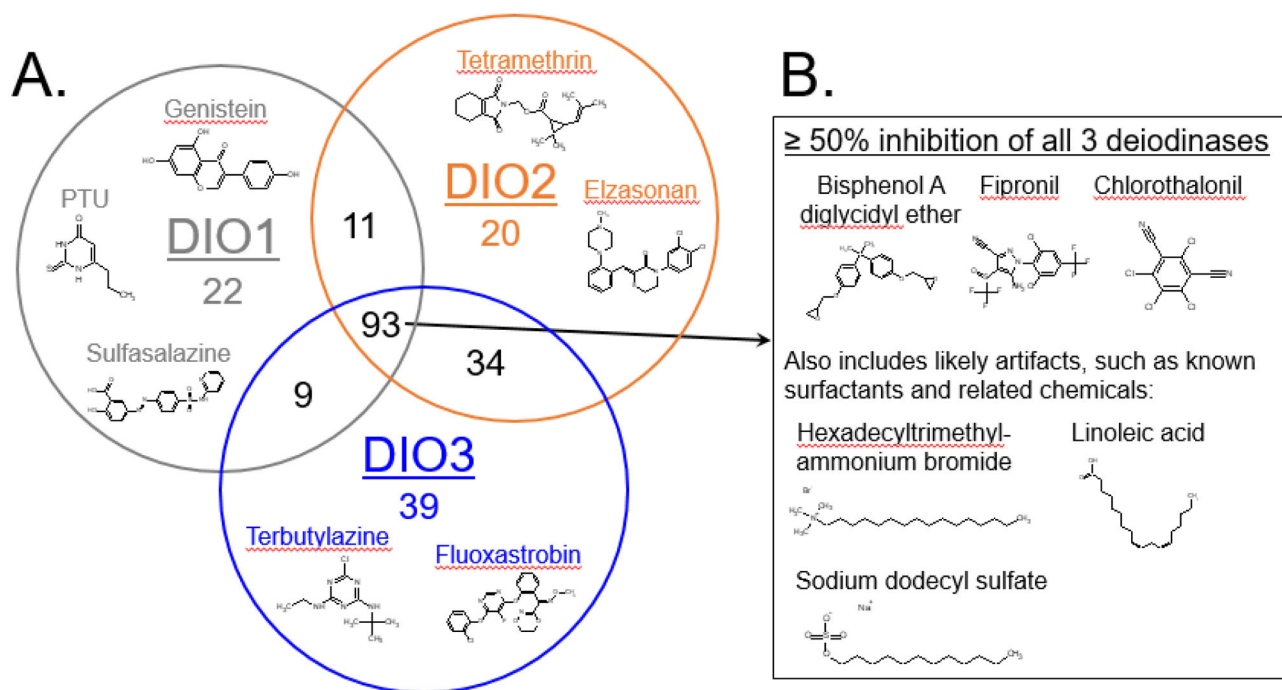 A.
Genistein
PTU
DIO1
22
Sulfasalazine
Tetramethrin
DIO2
20
Elzasonan
11
93
34
9
DIO3
39
Terbutylazine
Fluoxastrobin
B.
≥ 50% inhibition of all 3 deiodinases
Bisphenol A
diglycidyl ether
Fipronil
Chlorothalonil
Also includes likely artifacts, such as known
surfactants and related chemicals:
Hexadecyltrimethyl-
ammonium bromide
Linoleic acid
Sodium dodecyl sulfate